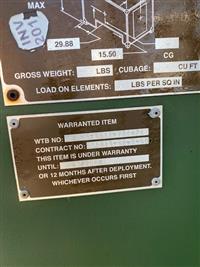 MAX
INV
201
29.88
15.50
CG
GROSS WEIGHT: LBS CUBAGE: CU FT
LOAD ON ELEMENTS: LBS PER SQ IN
WARRANTED ITEM
WTB NO:
CONTRACT NO:
THIS ITEM IS UNDER WARRANTY
UNTIL:
OR 12 MONTHS AFTER DEPLOYMENT.
WHICHEVER OCCURS FIRST